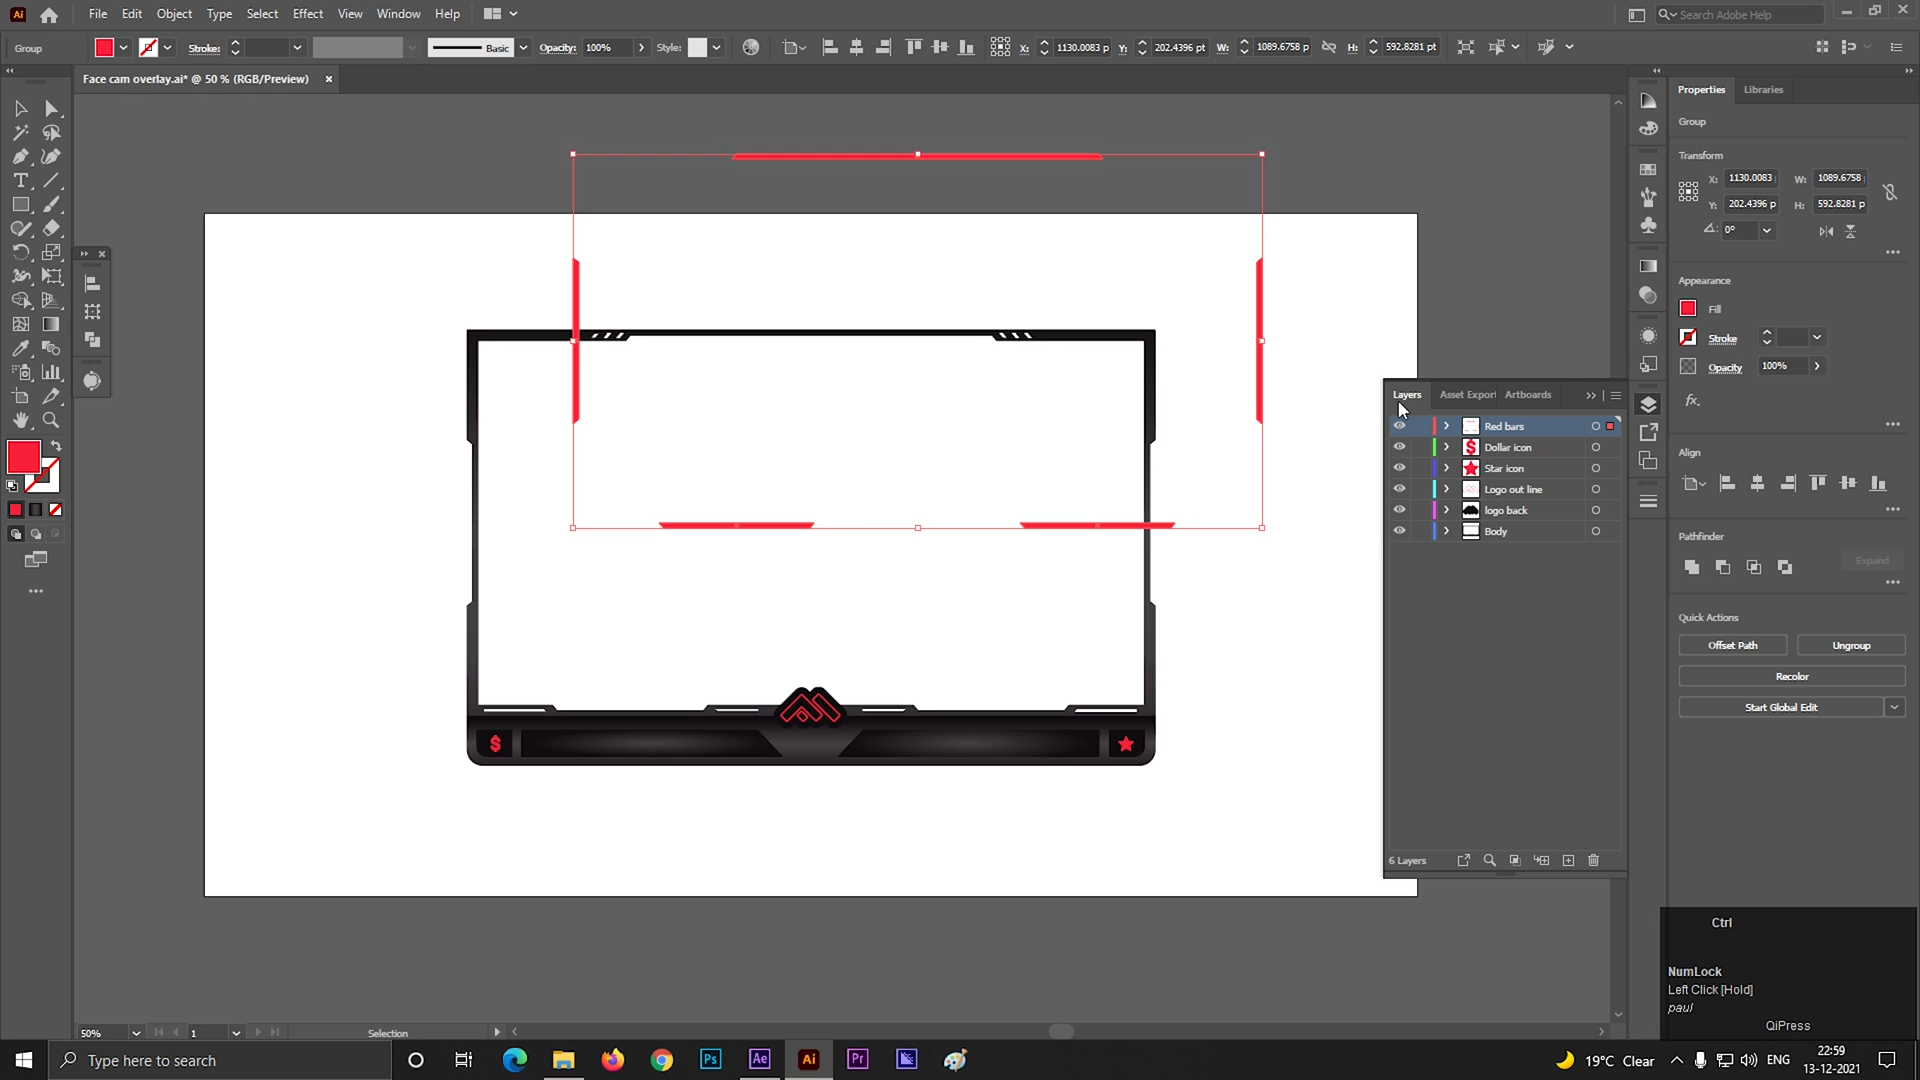 Ai File Edit Object Type Select Effect View Window Help Search Adobe Help
Group Stroke: Basic Opacity: 100% Style: X: 1130.0083 p Y: 202.4396 pt W: 1089.6758 p H: 592.8281 pt
Face cam overlay.ai* @ 50 % (RGB/Preview) ×
Properties Libraries
Group
Transform
X: 1130.0083 W: 1089.6758
Y: 202.4396 p H: 592.8281 p
0°
Appearance
Fill
Stroke
Opacity 100%
fx.
Align
Pathfinder
Expand
Quick Actions
Offset Path Ungroup
Recolor
Start Global Edit
Layers Asset Export Artboards
Red bars
Dollar icon
Star icon
Logo out line
logo back
Body
6 Layers
$
Ctrl
NumLock
Left Click [Hold]
paul
QiPress
50% 1 Selection
Type here to search Ps Ae Ai Pr 19°C Clear ENG 22:59
13-12-2021